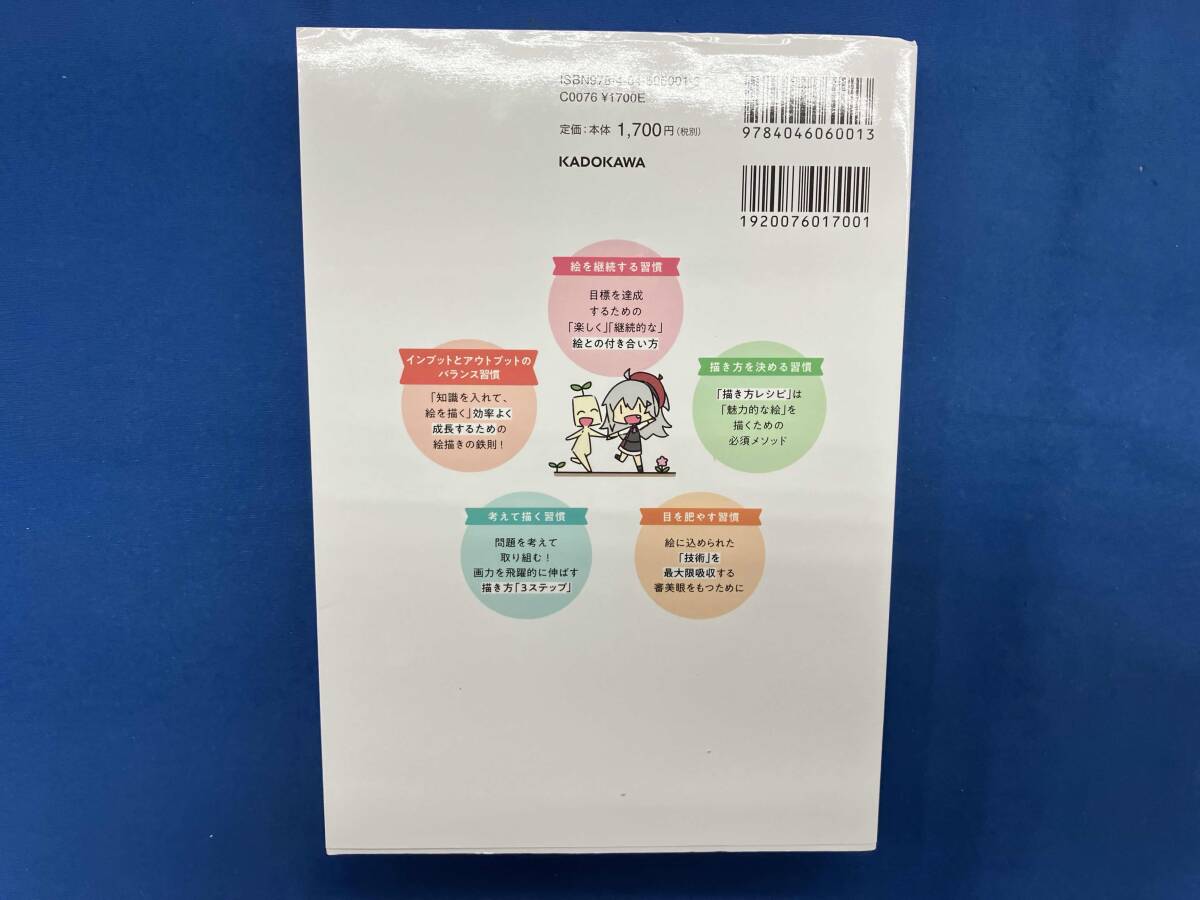 ISBN978-4-04-606001-3
C0076 ¥1700E
定価:本体 1,700円(税別)
KADOKAWA
9784046060013
1920076017001
絵を継続する習慣
目標を達成
するための
「楽しく」「継続的な」
絵との付き合い方
インプットとアウトプットの
バランス習慣
「知識を入れて、
絵を描く」効率よく
成長するための
絵描きの鉄則!
描き方を決める習慣
「描き方レシピ」は
「魅力的な絵」を
描くための
必須メソッド
考えて描く習慣
問題を考えて
取り組む!
画力を飛躍的に伸ばす
描き方「3ステップ」
目を肥やす習慣
絵に込められた
「技術」を
最大限吸収する
審美眼をもつために